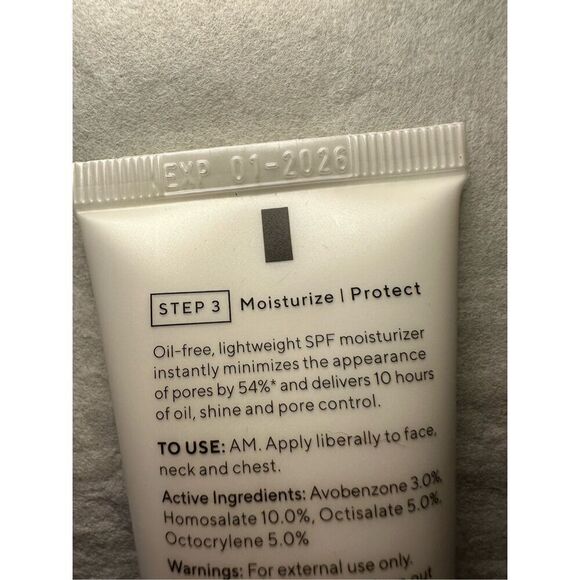 EXP 01-2026
STEP 3 Moisturize | Protect
Oil-free, lightweight SPF moisturizer
instantly minimizes the appearance
of pores by 54%* and delivers 10 hours
of oil, shine and pore control.
TO USE: AM. Apply liberally to face,
neck and chest.
Active Ingredients: Avobenzone 3.0%,
Homosalate 10.0%, Octisalate 5.0%,
Octocrylene 5.0%
Warnings: For external use only.
out